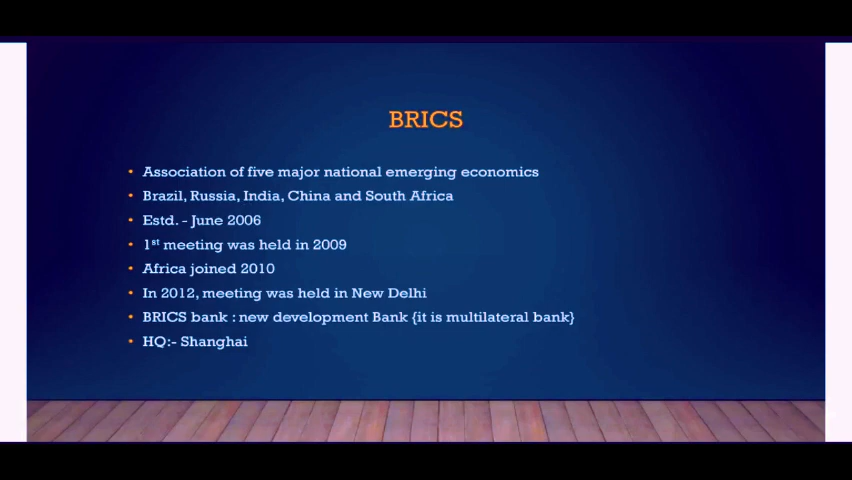 BRICS
• Association of five major national emerging economics
• Brazil, Russia, India, China and South Africa
• Estd. - June 2006
• 1st meeting was held in 2009
• Africa joined 2010
• In 2012, meeting was held in New Delhi
• BRICS bank : new development Bank {it is multilateral bank}
• HQ:- Shanghai